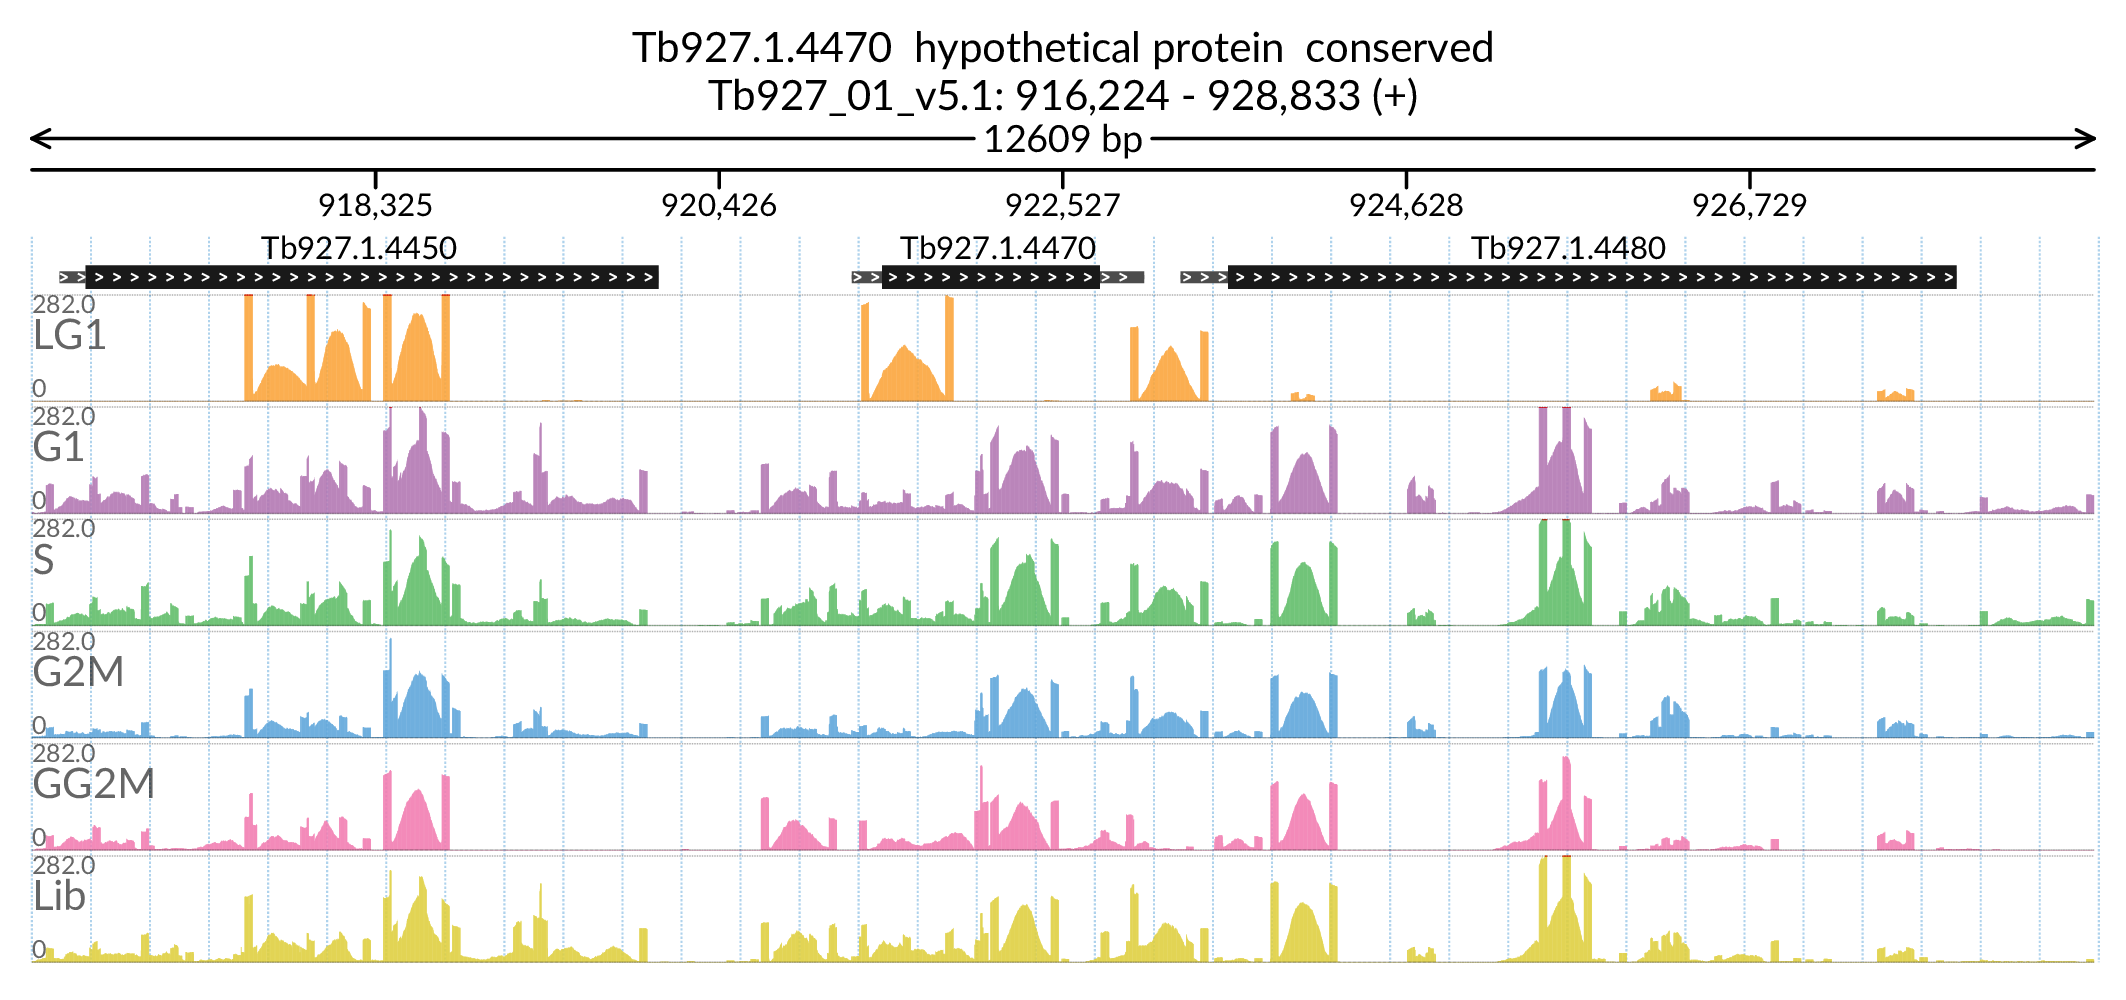 Tb927.1.4470  hypothetical protein  conserved
Tb927_01_v5.1: 916,224 - 928,833 (+)
12609 bp
918,325 920,426 922,527 924,628 926,729
Tb927.1.4450 Tb927.1.4470 Tb927.1.4480
282.0
LG1
0
282.0
G1
0
282.0
S
0
282.0
G2M
0
282.0
GG2M
0
282.0
Lib
0